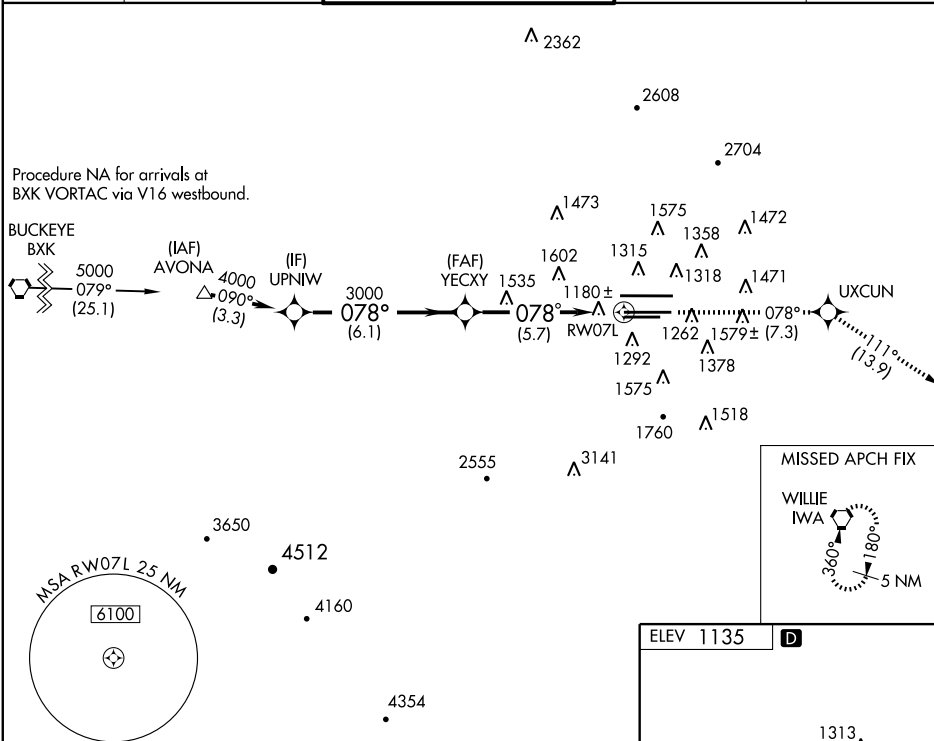 2362
2608
2704
Procedure NA for arrivals at
BXK VORTAC via V16 westbound.
BUCKEYE
BXK
5000
079°
(25.1)
(IAF)
AVONA
4000
090°
(3.3)
(IF)
UPNIW
3000
078°
(6.1)
(FAF)
YECXY
078°
(5.7)
1473
1602
1535
1180 ±
RW07L
1575
1358
1472
1315
1318
1471
1262
1579 ±
078°
(7.3)
UXCUN
111°
(13.9)
1292
1378
1575
1518
1760
2555
3141
3650
4512
4160
4354
MSA RW07L 25 NM
6100
MISSED APCH FIX
WILLIE
IWA
360°
180°
5 NM
ELEV 1135
D
1313